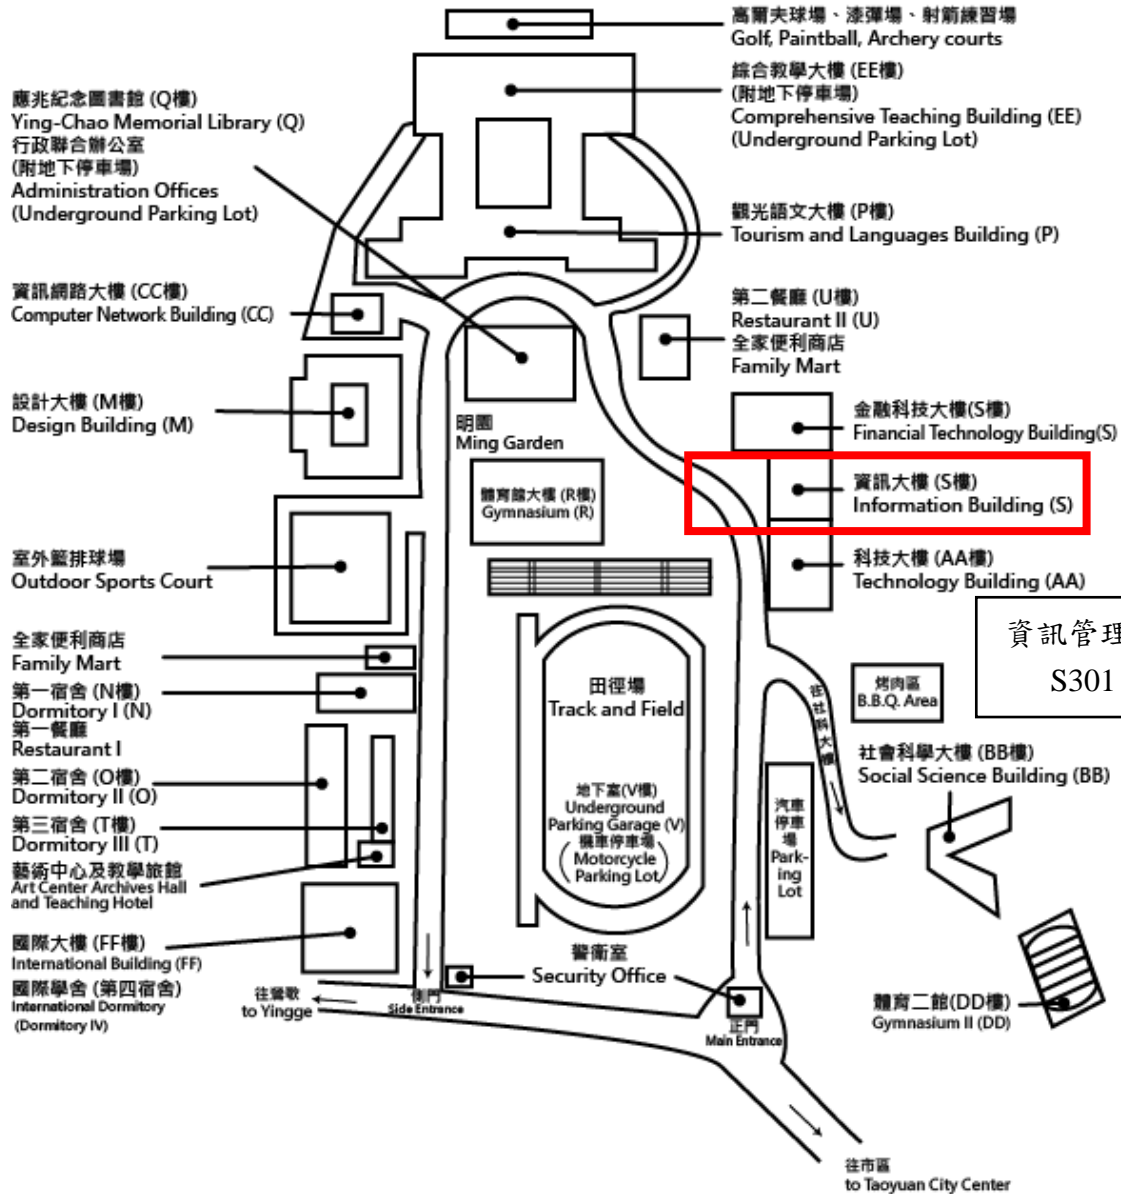 高爾夫球場、漆彈場、射箭練習場
Golf, Paintball, Archery courts
綜合教學大樓 (EE樓)
(附地下停車場)
Comprehensive Teaching Building (EE)
(Underground Parking Lot)
應兆紀念圖書館 (Q樓)
Ying-Chao Memorial Library (Q)
行政聯合辦公室
(附地下停車場)
Administration Offices
(Underground Parking Lot)
觀光語文大樓 (P樓)
Tourism and Languages Building (P)
資訊網路大樓 (CC樓)
Computer Network Building (CC)
第二餐廳 (U樓)
Restaurant II (U)
全家便利商店
Family Mart
設計大樓 (M樓)
Design Building (M)
明園
Ming Garden
金融科技大樓(S樓)
Financial Technology Building(S)
體育館大樓 (R樓)
Gymnasium (R)
資訊大樓 (S樓)
Information Building (S)
室外籃排球場
Outdoor Sports Court
科技大樓 (AA樓)
Technology Building (AA)
資訊管理
S301
全家便利商店
Family Mart
第一宿舍 (N樓)
Dormitory I (N)
第一餐廳
Restaurant I
第二宿舍 (O樓)
Dormitory II (O)
第三宿舍 (T樓)
Dormitory III (T)
藝術中心及教學旅館
Art Center Archives Hall
and Teaching Hotel
國際大樓 (FF樓)
International Building (FF)
國際學舍 (第四宿舍)
International Dormitory
(Dormitory IV)
田徑場
Track and Field
地下室(V樓)
Underground
Parking Garage (V)
機車停車場
(Motorcycle
Parking Lot)
往社科大樓
烤肉區
B.B.Q. Area
社會科學大樓 (BB樓)
Social Science Building (BB)
汽車
停車
場
Park-
ing
Lot
警衛室
Security Office
往鶯歌
to Yingge
側門
Side Entrance
正門
Main Entrance
體育二館(DD樓)
Gymnasium II (DD)
往市區
to Taoyuan City Center